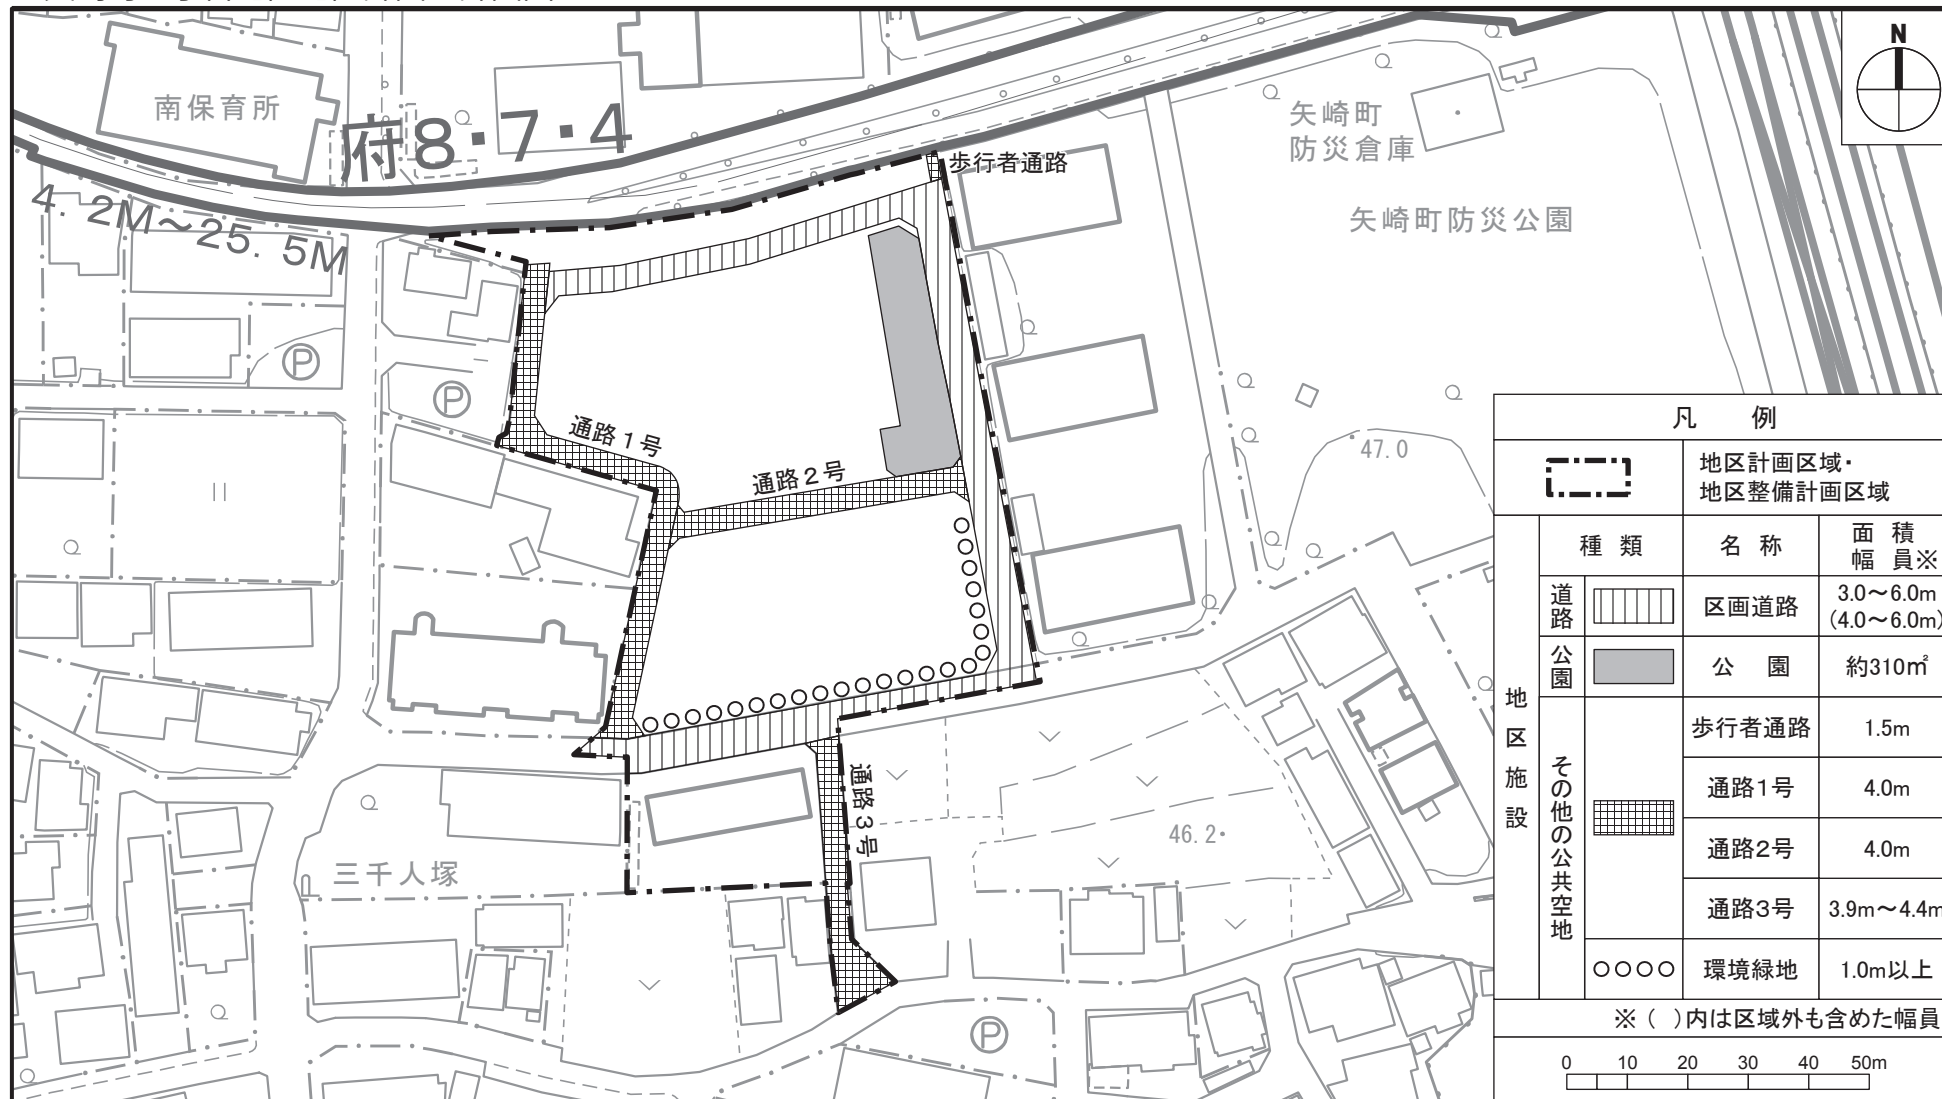 N
南保育所
府8・7・4
4.2M～25.5M
歩行者通路
矢崎町
防災倉庫
矢崎町防災公園
P
P
通路1号
通路2号
47.0
通路3号
46.2
三千人塚
P
凡 例
地区計画区域・
地区整備計画区域
種 類
名 称
面 積
幅 員※
地区施設
道路
区画道路
3.0～6.0m
(4.0～6.0m)
公園
公 園
約310㎡
その他の公共空地
歩行者通路
1.5m
通路1号
4.0m
通路2号
4.0m
通路3号
3.9m～4.4m
環境緑地
1.0m以上
※( )内は区域外も含めた幅員
0 10 20 30 40 50m